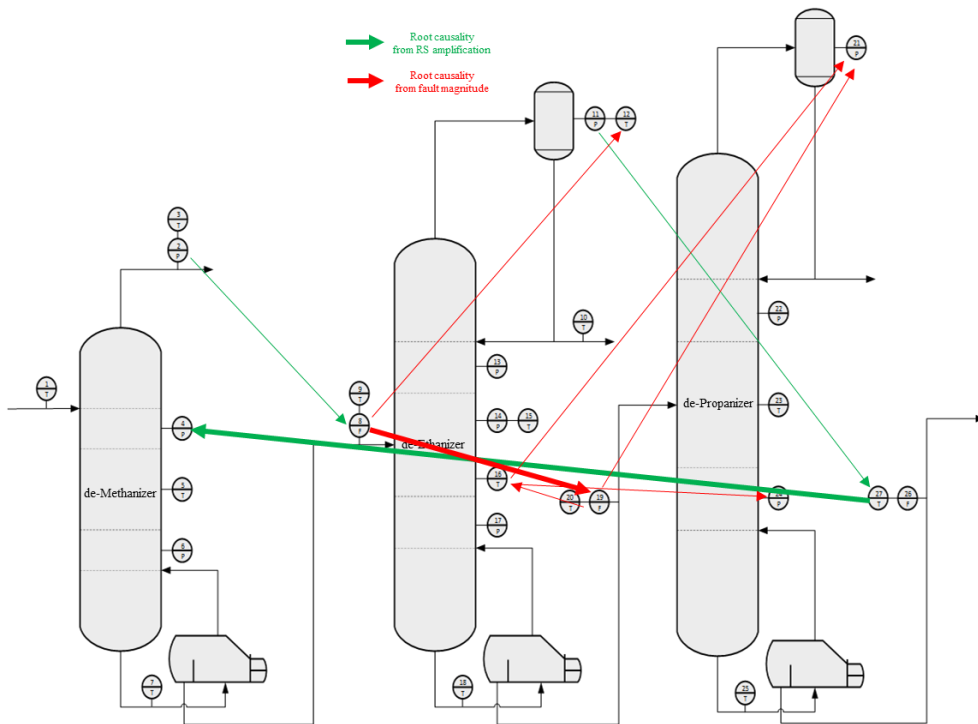 Root causality
from RS amplification
Root causality
from fault magnitude
21
P
11
P
12
T
3
T
2
P
22
P
10
T
13
P
1
T
9
T
8
F
14
P
15
T
4
P
23
T
de-Methanizer
de-Ethanizer
de-Propanizer
5
T
16
T
20
T
19
F
24
P
27
T
26
F
17
P
6
P
7
T
18
T
25
T